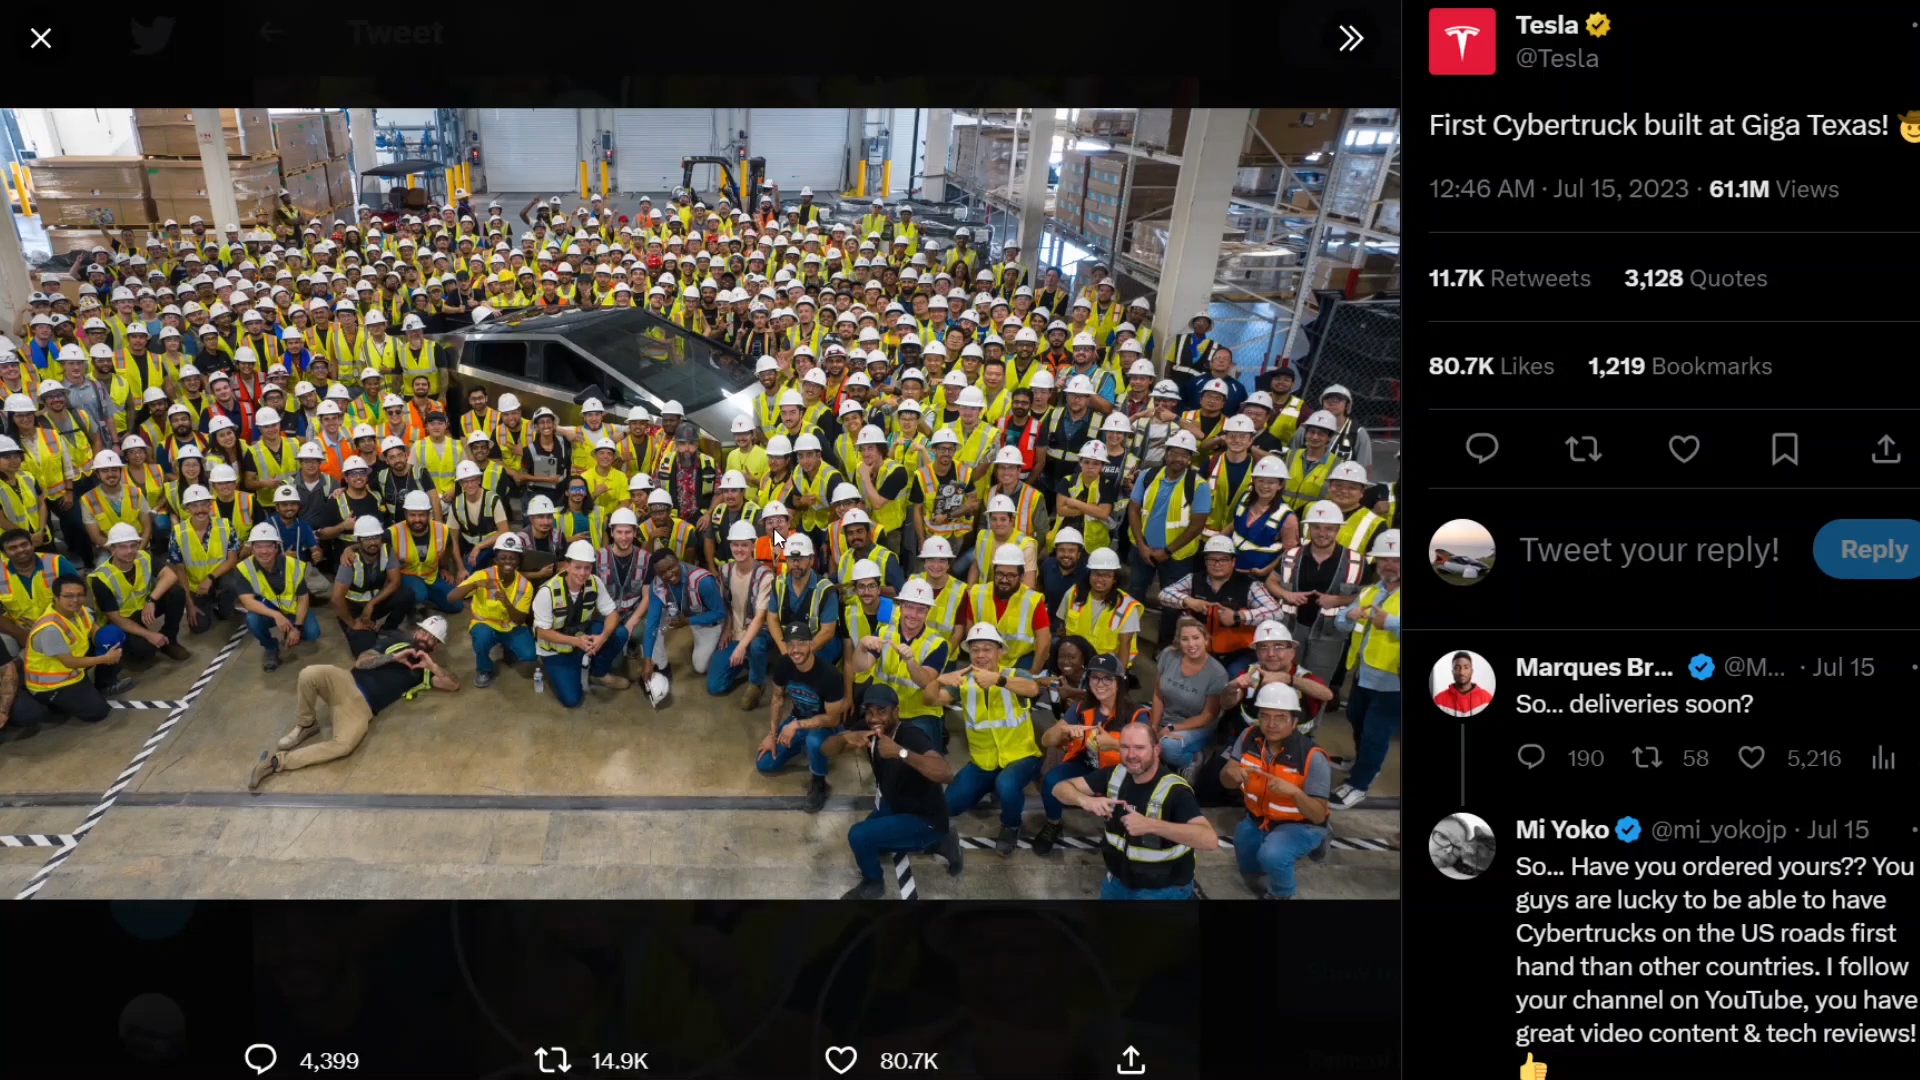 Tweet
Tesla
@Tesla
First Cybertruck built at Giga Texas! 🤠
12:46 AM · Jul 15, 2023 · 61.1M Views
11.7K Retweets 3,128 Quotes
80.7K Likes 1,219 Bookmarks
Tweet your reply! Reply
Marques Br... @M... · Jul 15
So... deliveries soon?
190 58 5,216
Mi Yoko @mi_yokojp · Jul 15
So... Have you ordered yours?? You
guys are lucky to be able to have
Cybertrucks on the US roads first
hand than other countries. I follow
your channel on YouTube, you have
great video content & tech reviews!
👍
4,399 14.9K 80.7K